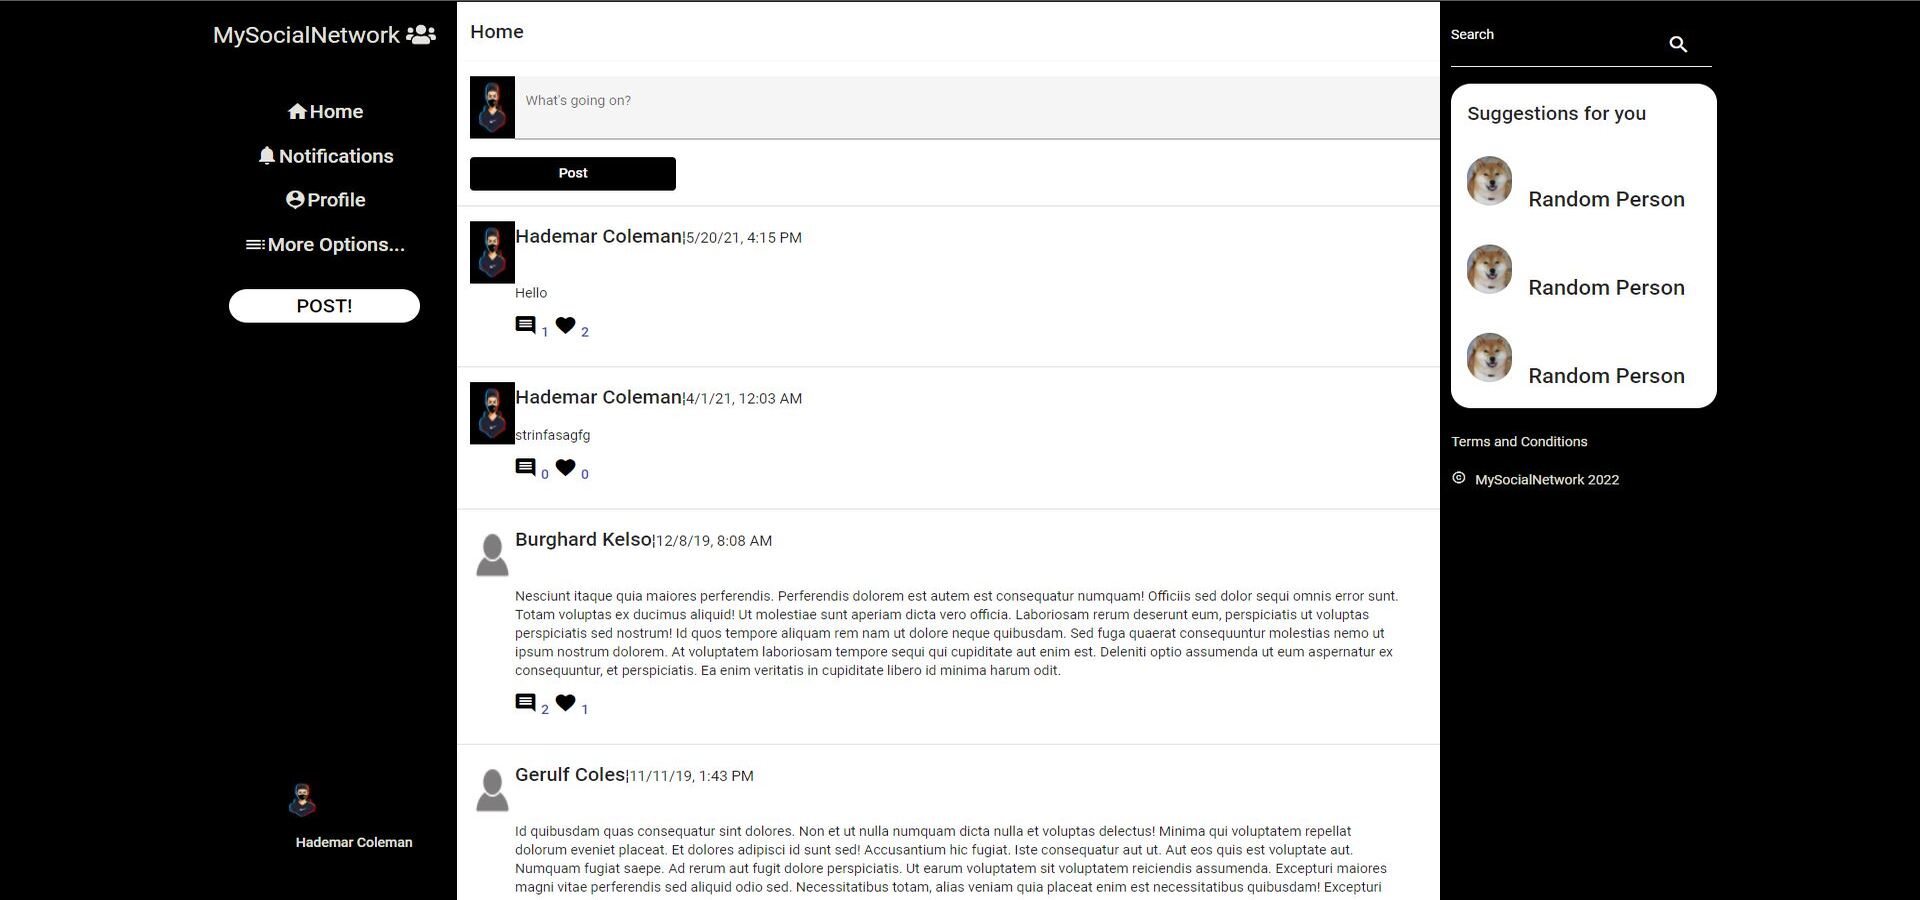 MySocialNetwork
Home
Notifications
Profile
More Options...
POST!
Hademar Coleman
Home
What's going on?
Post
Hademar Coleman|5/20/21, 4:15 PM
Hello
1 2
Hademar Coleman|4/1/21, 12:03 AM
strinfasagfg
0 0
Burghard Kelso|12/8/19, 8:08 AM
Nesciunt itaque quia maiores perferendis. Perferendis dolorem est autem est consequatur numquam! Officiis sed dolor sequi omnis error sunt.
Totam voluptas ex ducimus aliquid! Ut molestiae sunt aperiam dicta vero officia. Laboriosam rerum deserunt eum, perspiciatis ut voluptas
perspiciatis sed nostrum! Id quos tempore aliquam rem nam ut dolore neque quibusdam. Sed fuga quaerat consequuntur molestias nemo ut
ipsum nostrum dolorem. At voluptatem laboriosam tempore sequi qui cupiditate aut enim est. Deleniti optio assumenda ut eum aspernatur ex
consequuntur, et perspiciatis. Ea enim veritatis in cupiditate libero id minima harum odit.
2 1
Gerulf Coles|11/11/19, 1:43 PM
Id quibusdam quas consequatur sint dolores. Non et ut nulla numquam dicta nulla et voluptas delectus! Minima qui voluptatem repellat
dolorum eveniet placeat. Et dolores adipisci id sunt sed! Accusantium hic fugiat. Iste consequatur aut ut. Aut eos quis est voluptate aut.
Numquam fugiat saepe. Ad rerum aut fugit dolore perspiciatis. Ut earum voluptatem sit voluptatem reiciendis assumenda. Excepturi maiores
magni vitae perferendis sed aliquid odio sed. Necessitatibus totam, alias veniam quia placeat enim est necessitatibus quibusdam! Excepturi
Search
Suggestions for you
Random Person
Random Person
Random Person
Terms and Conditions
© MySocialNetwork 2022